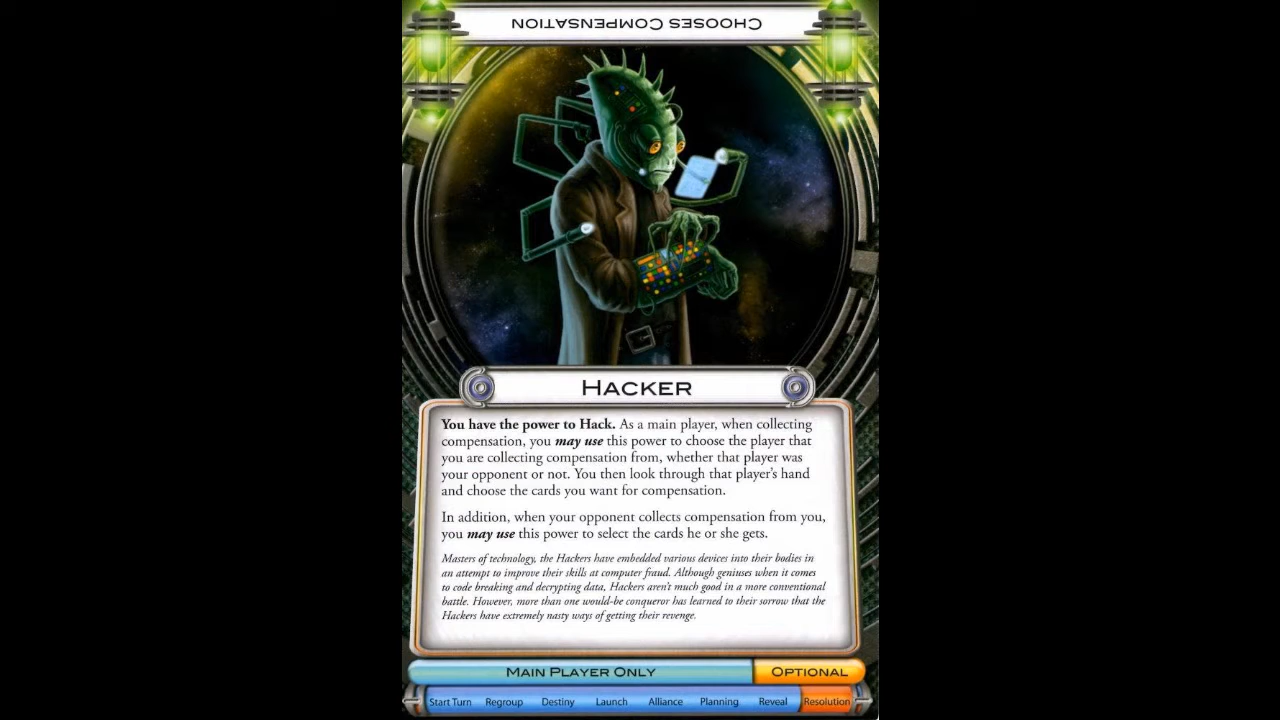 CHOOSES COMPENSATION
HACKER
You have the power to Hack. As a main player, when collecting
compensation, you may use this power to choose the player that
you are collecting compensation from, whether that player was
your opponent or not. You then look through that player's hand
and choose the cards you want for compensation.
In addition, when your opponent collects compensation from you,
you may use this power to select the cards he or she gets.
Masters of technology, the Hackers have embedded various devices into their bodies in
an attempt to improve their skills at computer fraud. Although geniuses when it comes
to code breaking and decrypting data, Hackers aren't much good in a more conventional
battle. However, more than one would-be conqueror has learned to their sorrow that the
Hackers have extremely nasty ways of getting their revenge.
MAIN PLAYER ONLY OPTIONAL
Start Turn Regroup Destiny Launch Alliance Planning Reveal Resolution